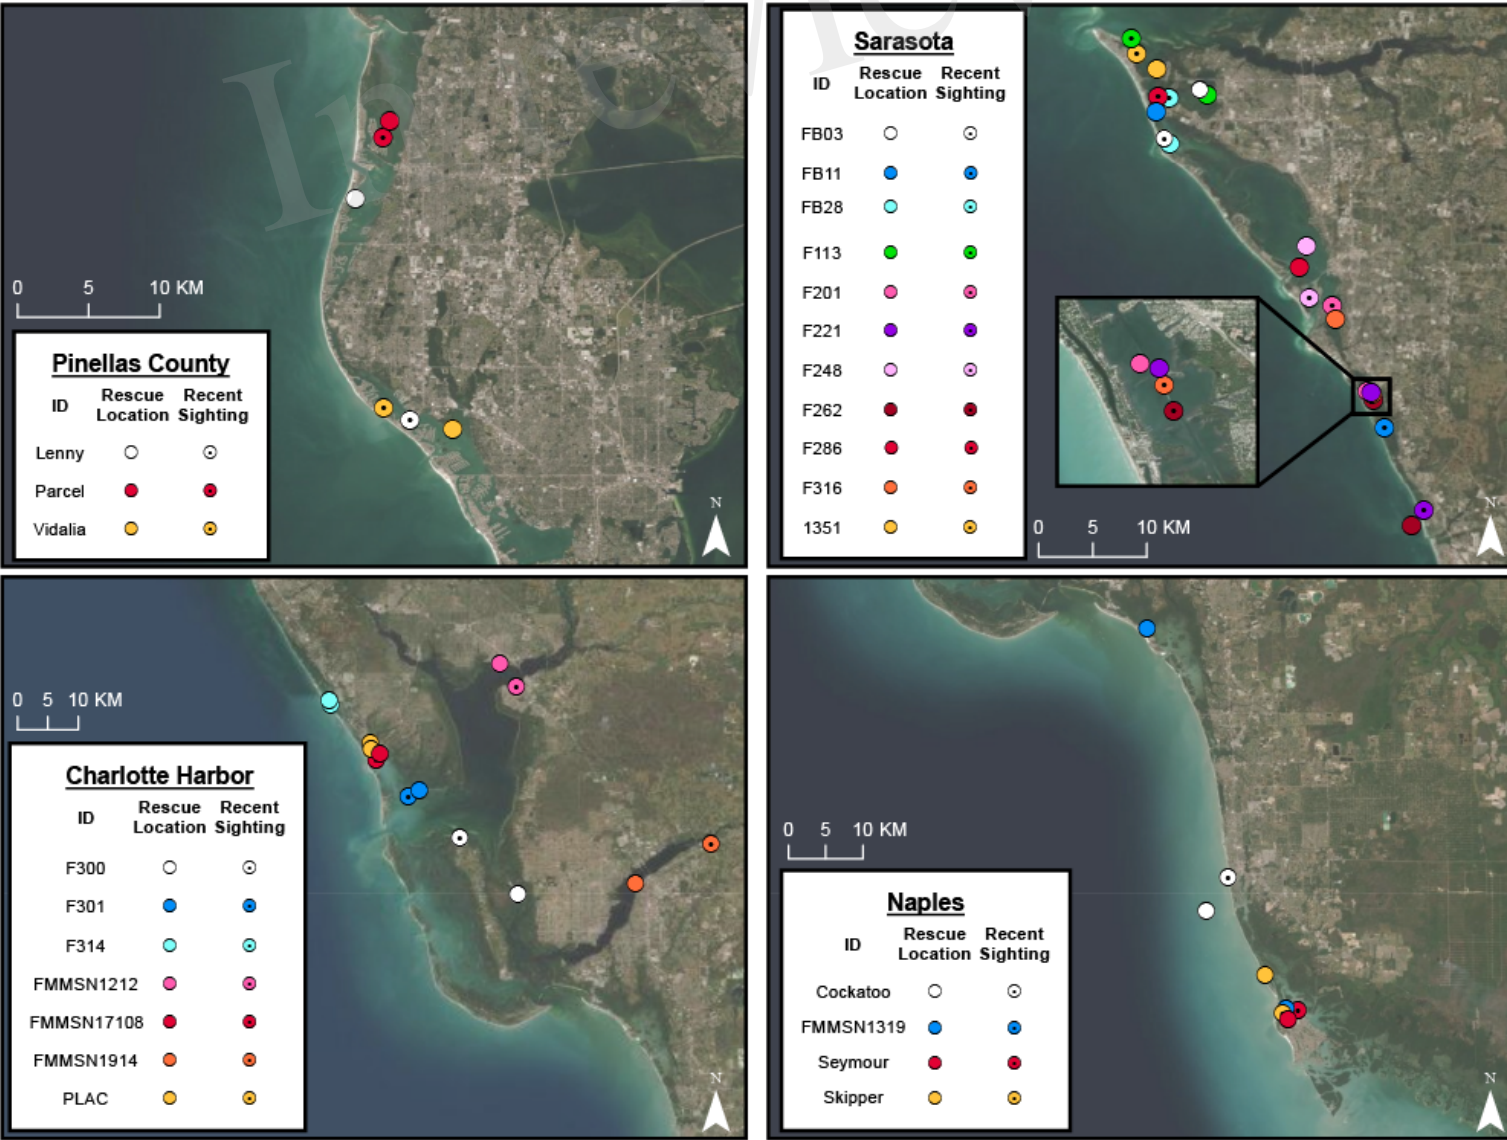 Pinellas County
ID Rescue Location Recent Sighting
Lenny
Parcel
Vidalia
0 5 10 KM
N
Sarasota
ID Rescue Location Recent Sighting
FB03
FB11
FB28
F113
F201
F221
F248
F262
F286
F316
1351
0 5 10 KM
N
Charlotte Harbor
ID Rescue Location Recent Sighting
F300
F301
F314
FMMSN1212
FMMSN17108
FMMSN1914
PLAC
0 5 10 KM
N
Naples
ID Rescue Location Recent Sighting
Cockatoo
FMMSN1319
Seymour
Skipper
0 5 10 KM
N